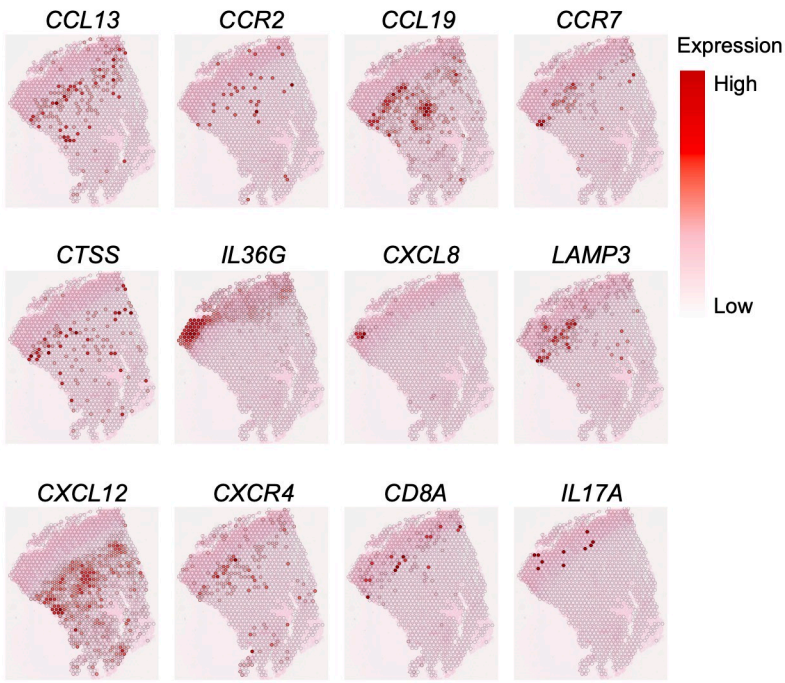 CCL13 CCR2 CCL19 CCR7
Expression
High
Low
CTSS IL36G CXCL8 LAMP3
CXCL12 CXCR4 CD8A IL17A